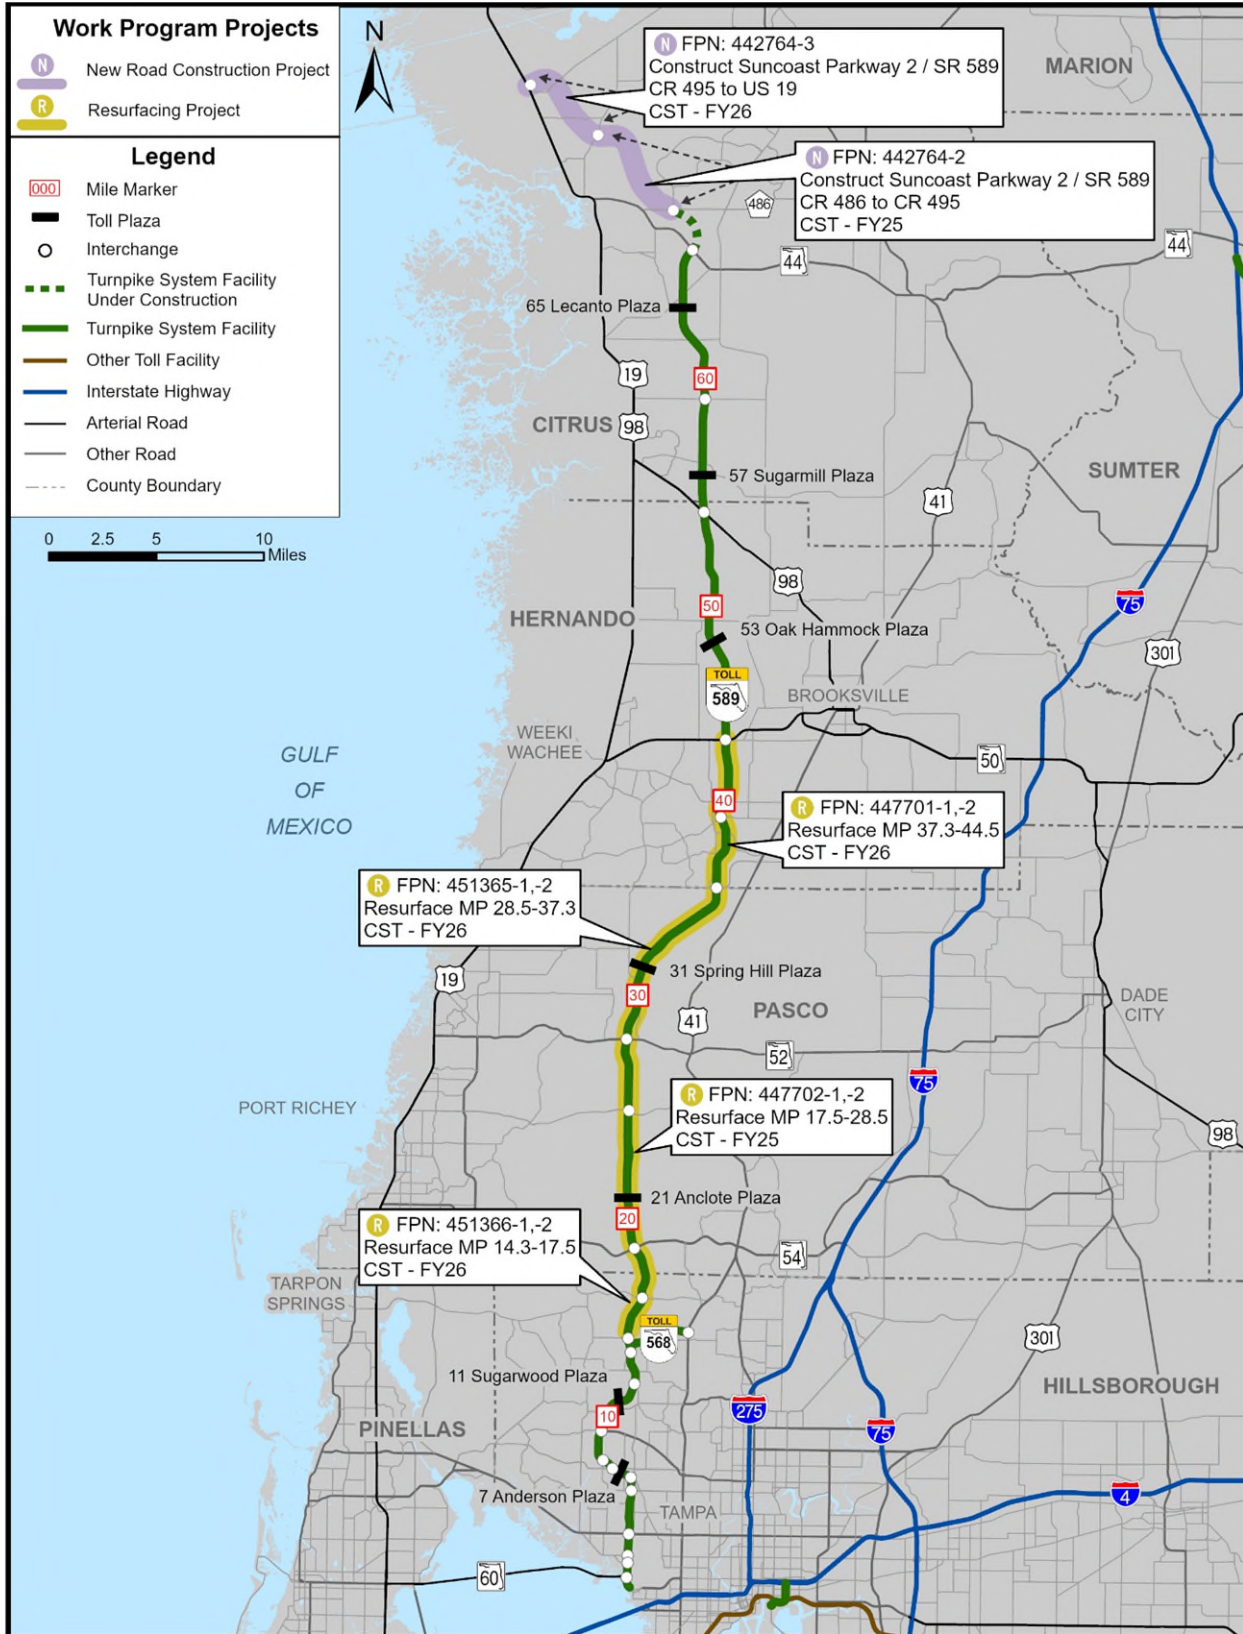 Work Program Projects
N New Road Construction Project
R Resurfacing Project
Legend
000 Mile Marker
Toll Plaza
Interchange
Turnpike System Facility
Under Construction
Turnpike System Facility
Other Toll Facility
Interstate Highway
Arterial Road
Other Road
County Boundary
0 2.5 5 10
Miles
N
N FPN: 442764-3
Construct Suncoast Parkway 2 / SR 589
CR 495 to US 19
CST - FY26
MARION
N FPN: 442764-2
Construct Suncoast Parkway 2 / SR 589
CR 486 to CR 495
CST - FY25
486
44
44
65 Lecanto Plaza
19
60
98
CITRUS
57 Sugarmill Plaza
SUMTER
41
98
HERNANDO
50
75
53 Oak Hammock Plaza
301
TOLL
589
BROOKSVILLE
WEEKI
WACHEE
50
GULF
OF
MEXICO
40
R FPN: 447701-1,-2
Resurface MP 37.3-44.5
CST - FY26
R FPN: 451365-1,-2
Resurface MP 28.5-37.3
CST - FY26
19
31 Spring Hill Plaza
30
PASCO
DADE
CITY
41
52
75
PORT RICHEY
R FPN: 447702-1,-2
Resurface MP 17.5-28.5
CST - FY25
98
21 Anclote Plaza
20
R FPN: 451366-1,-2
Resurface MP 14.3-17.5
CST - FY26
54
TARPON
SPRINGS
TOLL
568
301
11 Sugarwood Plaza
HILLSBOROUGH
10
275
75
PINELLAS
7 Anderson Plaza
4
TAMPA
60